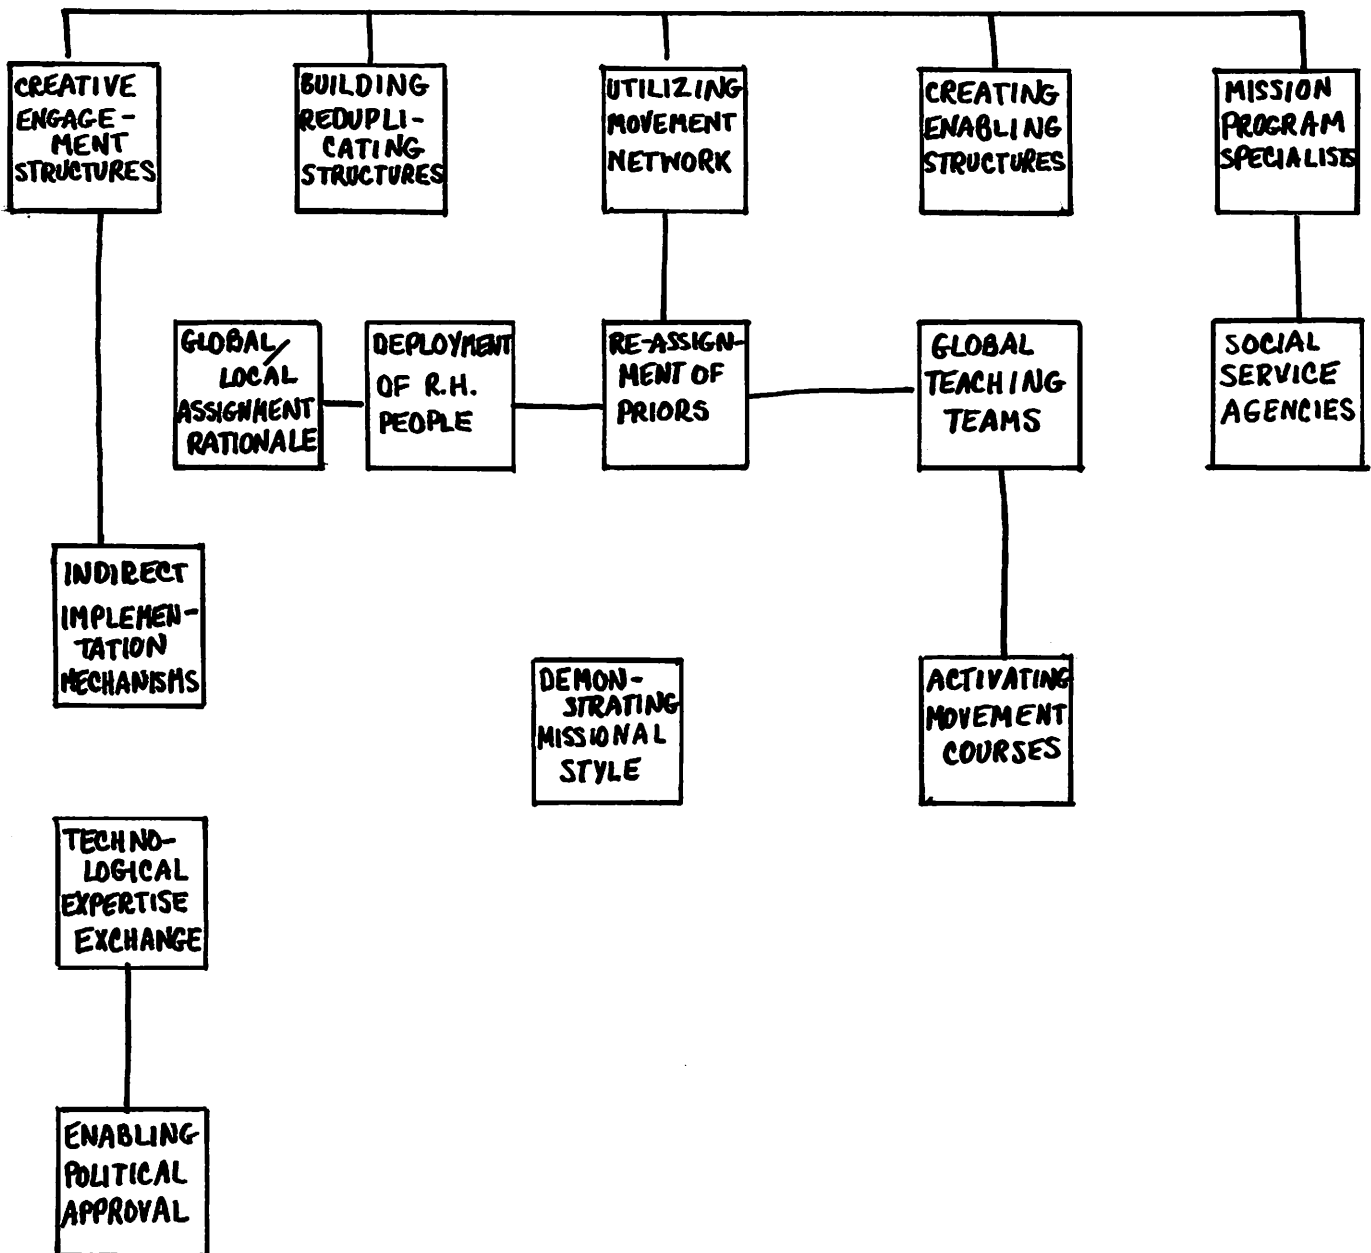 CREATIVE
ENGAGE-
MENT
STRUCTURES
BUILDING
REDUPLI-
CATING
STRUCTURES
UTILIZING
MOVEMENT
NETWORK
CREATING
ENABLING
STRUCTURES
MISSION
PROGRAM
SPECIALISTS
GLOBAL/
LOCAL
ASSIGNMENT
RATIONALE
DEPLOYMENT
OF R.H.
PEOPLE
RE-ASSIGN-
MENT OF
PRIORS
GLOBAL
TEACHING
TEAMS
SOCIAL
SERVICE
AGENCIES
INDIRECT
IMPLEMEN-
TATION
MECHANISMS
DEMON-
STRATING
MISSIONAL
STYLE
ACTIVATING
MOVEMENT
COURSES
TECHNO-
LOGICAL
EXPERTISE
EXCHANGE
ENABLING
POLITICAL
APPROVAL